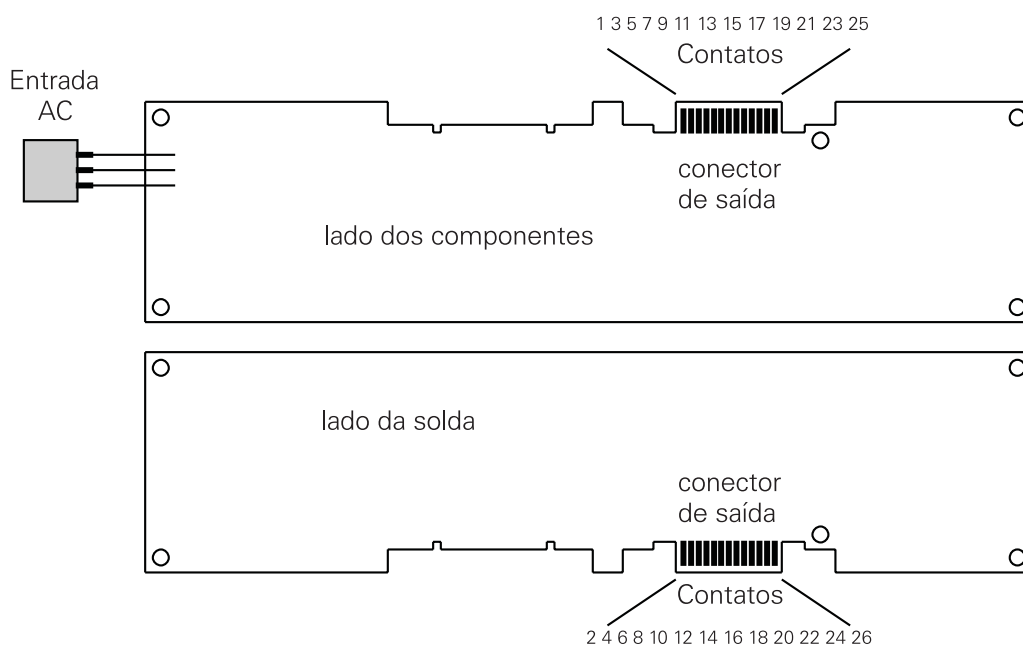 1 3 5 7 9 11 13 15 17 19 21 23 25
Contatos
Entrada
AC
conector
de saída
lado dos componentes
lado da solda
conector
de saída
Contatos
2 4 6 8 10 12 14 16 18 20 22 24 26